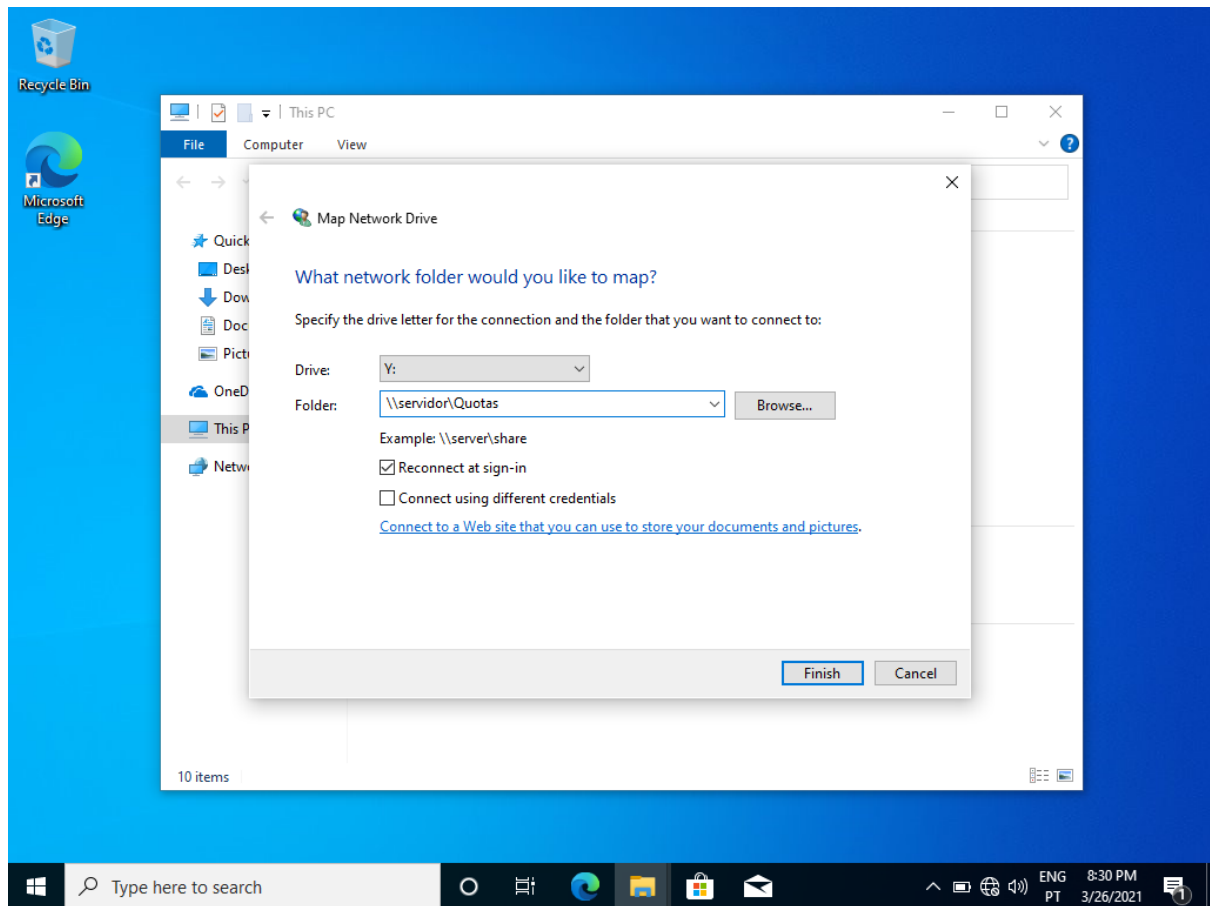 Recycle Bin
Microsoft
Edge
This PC
File Computer View
Map Network Drive
What network folder would you like to map?
Specify the drive letter for the connection and the folder that you want to connect to:
Drive: Y:
Folder: \\servidor\Quotas Browse...
Example: \\server\share
Reconnect at sign-in
Connect using different credentials
Connect to a Web site that you can use to store your documents and pictures.
Finish Cancel
Quick
Desk
Dow
Doc
Pict
OneD
This P
Netw
10 items
Type here to search
ENG
PT
8:30 PM
3/26/2021
1